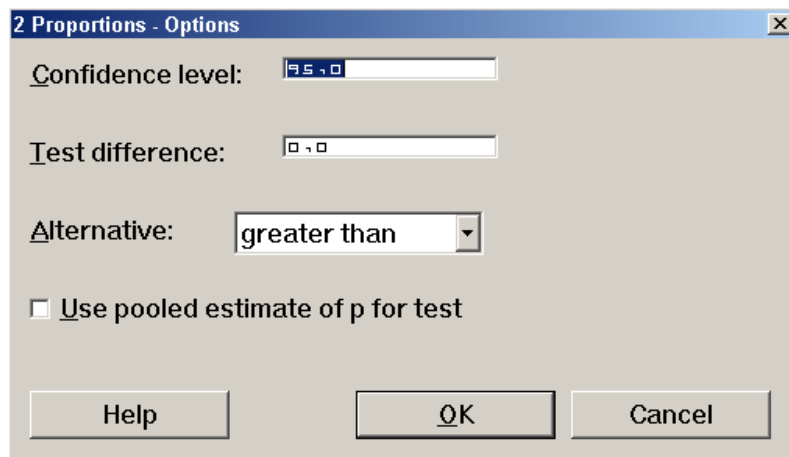 2 Proportions - Options
Confidence level: 95,0
Test difference: 0,0
Alternative: greater than
Use pooled estimate of p for test
Help OK Cancel